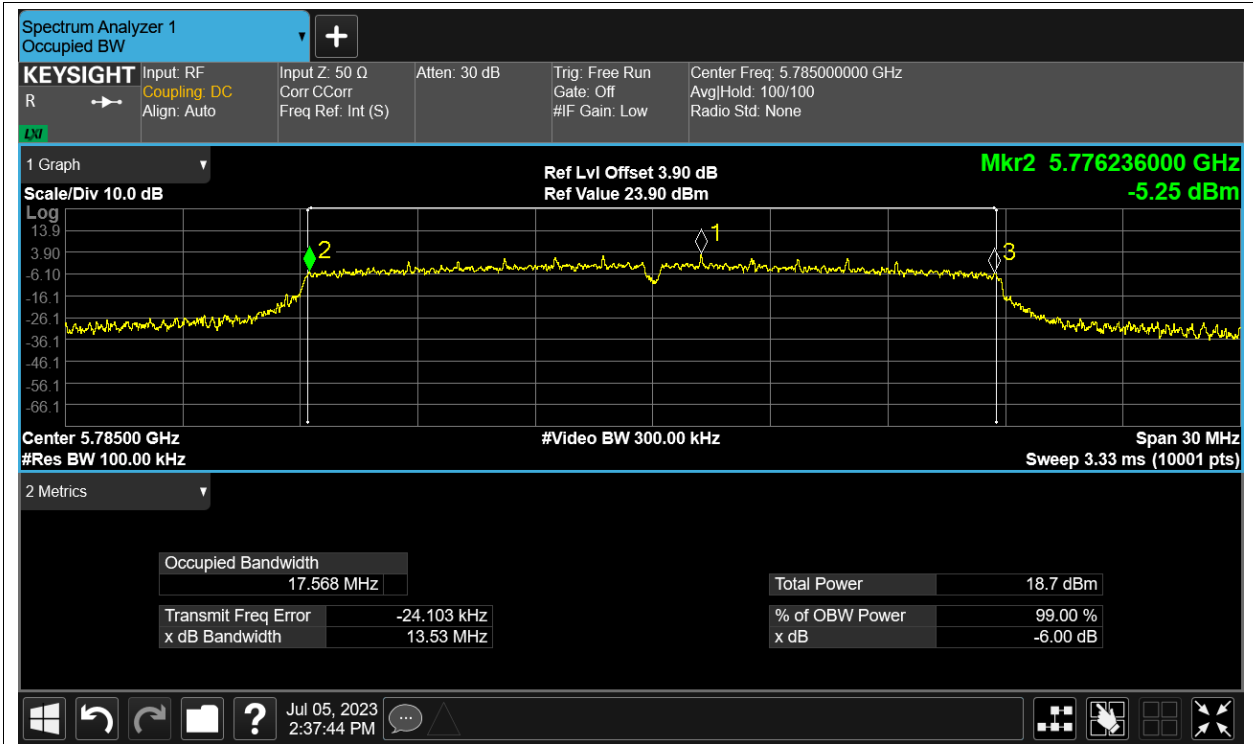 Spectrum Analyzer 1
Occupied BW
KEYSIGHT
R
LXI
Input: RF
Coupling: DC
Align: Auto
Input Z: 50 Ω
Corr CCorr
Freq Ref: Int (S)
Atten: 30 dB
Trig: Free Run
Gate: Off
#IF Gain: Low
Center Freq: 5.785000000 GHz
Avg|Hold: 100/100
Radio Std: None
1 Graph
Scale/Div 10.0 dB
Ref Lvl Offset 3.90 dB
Ref Value 23.90 dBm
Mkr2 5.776236000 GHz
-5.25 dBm
Log
13.9
3.90
-6.10
-16.1
-26.1
-36.1
-46.1
-56.1
-66.1
2
1
3
Center 5.78500 GHz
#Res BW 100.00 kHz
#Video BW 300.00 kHz
Span 30 MHz
Sweep 3.33 ms (10001 pts)
2 Metrics
Occupied Bandwidth
17.568 MHz
Transmit Freq Error -24.103 kHz
x dB Bandwidth 13.53 MHz
Total Power 18.7 dBm
% of OBW Power 99.00 %
x dB -6.00 dB
?
Jul 05, 2023
2:37:44 PM